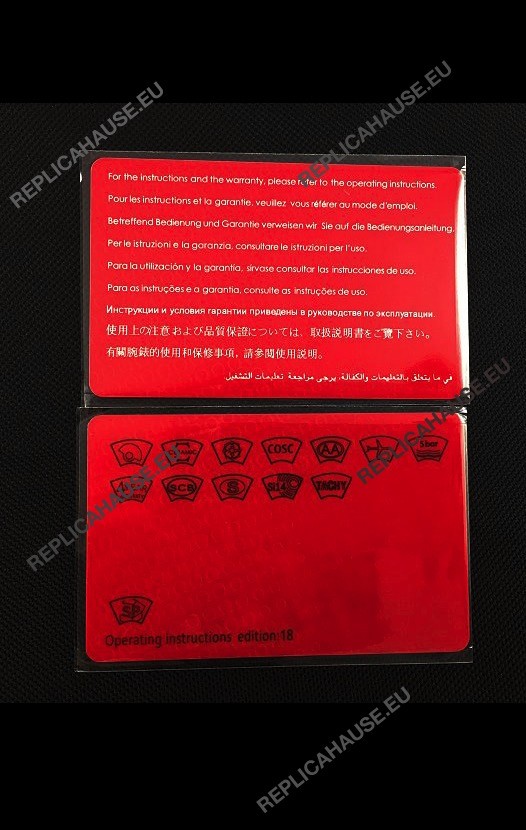 REPLICAHAUSE.EU
REPLICAHAUSE.EU
For the instructions and the warranty, please refer to the operating instructions.
Pour les instructions et la garantie, veuillez vous référer au mode d'emploi.
Betreffend Bedienung und Garantie verweisen wir Sie auf die Bedienungsanleitung.
Per le istruzioni e la garanzia, consultare le istruzioni per l'uso.
Para la utilización y la garantía, sírvase consultar las instrucciones de uso.
Para as instruções e a garantia, consulte as instruções de uso.
Инструкции и условия гарантии приведены в руководстве по эксплуатации.
使用上の注意および品質保證については、取扱説明書をご覽下さい。
有關腕錶的使用和保修事項, 請參閱使用說明。
في ما يتعلق بالتعليمات والكفالة، يرجى مراجعة تعليمات التشغيل.
REPLICAHAUSE.EU
COSC
AA
5 bar
SCB
8
Si14
TACHY
REPLICAHAUSE.EU
SP
Operating instructions edition 18
REPLICAHAUSE.EU